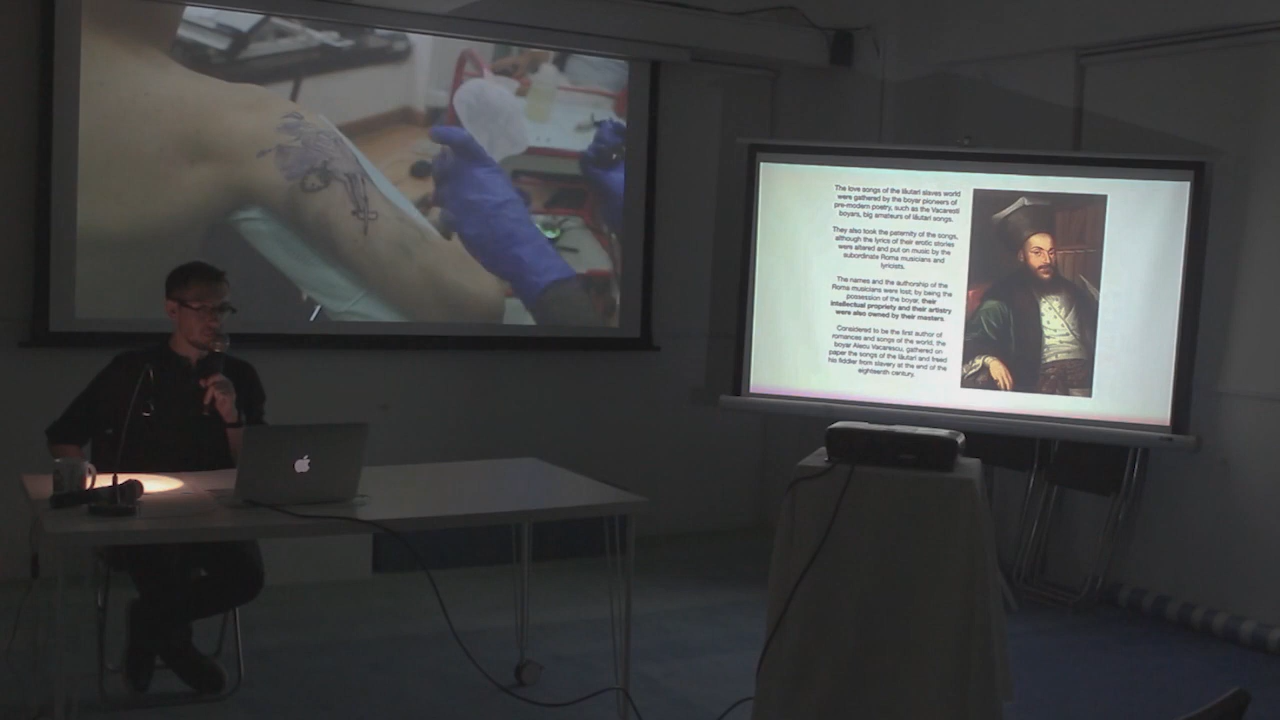 The love songs of the lăutari slaves world
were gathered by the boyar pioneers of
pre-modern poetry, such as the Vacaresti
boyars, big amateurs of lăutari songs.
They also took the paternity of the songs,
although the lyrics of their erotic stories
were altered and put on music by the
subordinate Roma musicians and
lyricists.
The names and the authorship of the
Roma musicians were lost; by being the
possession of the boyar, their
intellectual propriety and their artistry
were also owned by their masters.
Considered to be the first author of
romances and songs of the world, the
boyar Alecu Vacarescu, gathered on
paper the songs of the lăutari and freed
his fiddler from slavery at the end of the
eighteenth century.